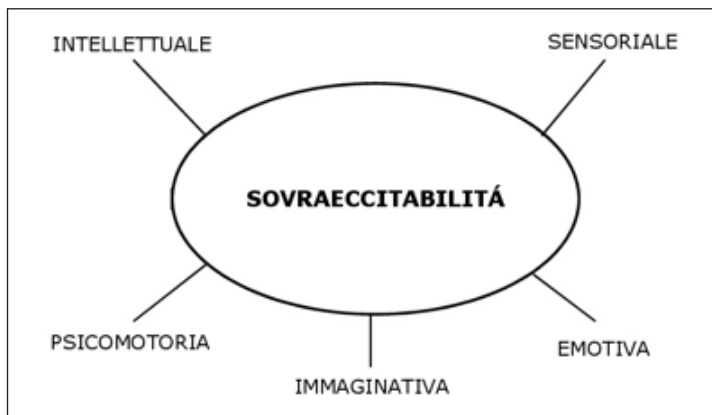 INTELLETTUALE
SENSORIALE
SOVRAECCITABILITÁ
PSICOMOTORIA
IMMAGINATIVA
EMOTIVA